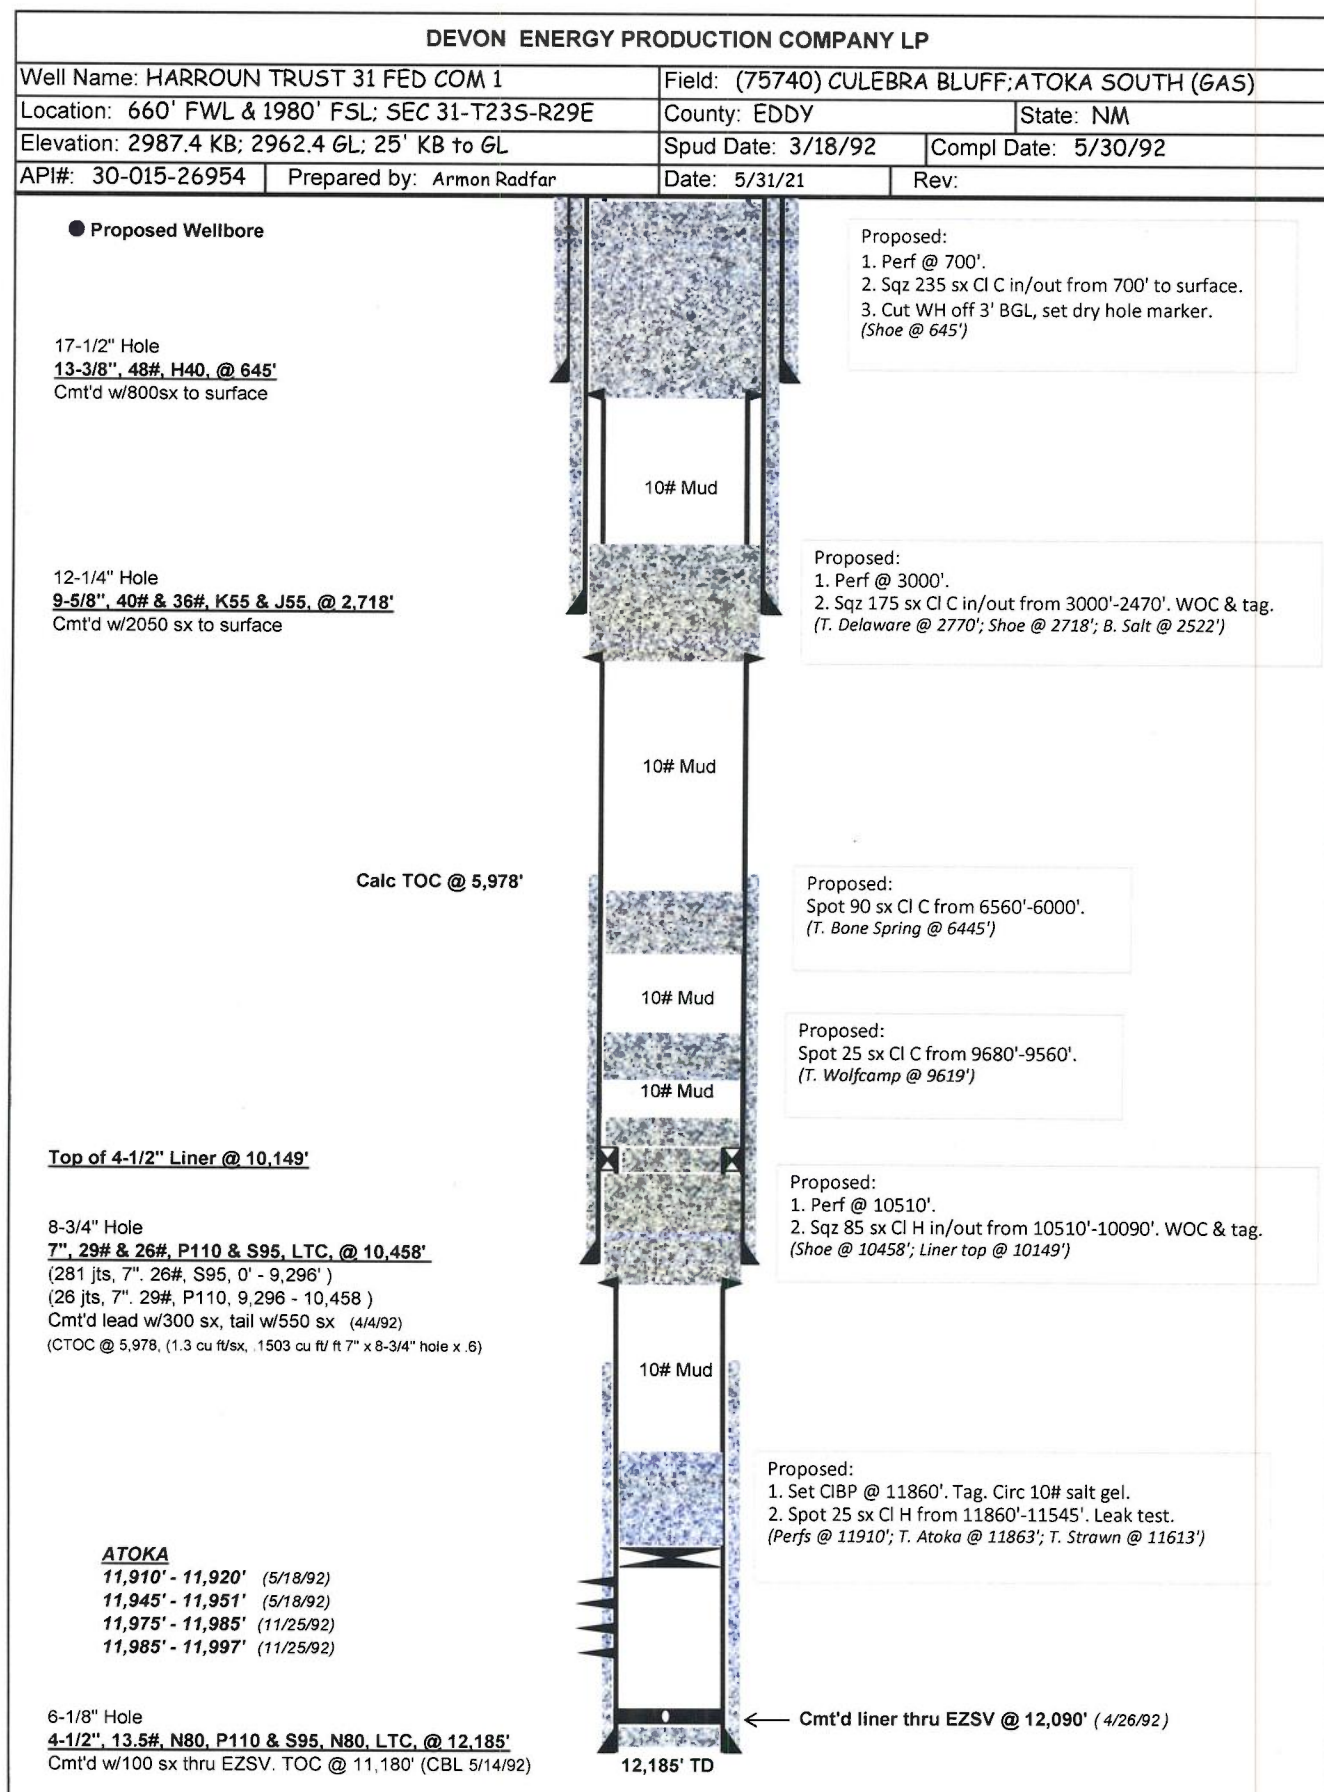 DEVON ENERGY PRODUCTION COMPANY LP
Well Name: HARROUN TRUST 31 FED COM 1
Field: (75740) CULEBRA BLUFF;ATOKA SOUTH (GAS)
Location: 660' FWL & 1980' FSL; SEC 31-T23S-R29E
County: EDDY
State: NM
Elevation: 2987.4 KB; 2962.4 GL; 25' KB to GL
Spud Date: 3/18/92
Compl Date: 5/30/92
API#: 30-015-26954
Prepared by: Armon Radfar
Date: 5/31/21
Rev:
● Proposed Wellbore
Proposed:
1. Perf @ 700'.
2. Sqz 235 sx Cl C in/out from 700' to surface.
3. Cut WH off 3' BGL, set dry hole marker.
(Shoe @ 645')
17-1/2" Hole
13-3/8", 48#, H40, @ 645'
Cmt'd w/800sx to surface
10# Mud
12-1/4" Hole
9-5/8", 40# & 36#, K55 & J55, @ 2,718'
Cmt'd w/2050 sx to surface
Proposed:
1. Perf @ 3000'.
2. Sqz 175 sx Cl C in/out from 3000'-2470'. WOC & tag.
(T. Delaware @ 2770'; Shoe @ 2718'; B. Salt @ 2522')
10# Mud
Calc TOC @ 5,978'
Proposed:
Spot 90 sx Cl C from 6560'-6000'.
(T. Bone Spring @ 6445')
10# Mud
Proposed:
Spot 25 sx Cl C from 9680'-9560'.
(T. Wolfcamp @ 9619')
10# Mud
Top of 4-1/2" Liner @ 10,149'
Proposed:
1. Perf @ 10510'.
2. Sqz 85 sx Cl H in/out from 10510'-10090'. WOC & tag.
(Shoe @ 10458'; Liner top @ 10149')
8-3/4" Hole
7", 29# & 26#, P110 & S95, LTC, @ 10,458'
(281 jts, 7". 26#, S95, 0' - 9,296' )
(26 jts, 7". 29#, P110, 9,296 - 10,458 )
Cmt'd lead w/300 sx, tail w/550 sx (4/4/92)
(CTOC @ 5,978, (1.3 cu ft/sx, .1503 cu ft/ ft 7" x 8-3/4" hole x .6)
10# Mud
Proposed:
1. Set CIBP @ 11860'. Tag. Circ 10# salt gel.
2. Spot 25 sx Cl H from 11860'-11545'. Leak test.
(Perfs @ 11910'; T. Atoka @ 11863'; T. Strawn @ 11613')
ATOKA
11,910' - 11,920' (5/18/92)
11,945' - 11,951' (5/18/92)
11,975' - 11,985' (11/25/92)
11,985' - 11,997' (11/25/92)
6-1/8" Hole
4-1/2", 13.5#, N80, P110 & S95, N80, LTC, @ 12,185'
Cmt'd w/100 sx thru EZSV. TOC @ 11,180' (CBL 5/14/92)
Cmt'd liner thru EZSV @ 12,090' (4/26/92)
12,185' TD